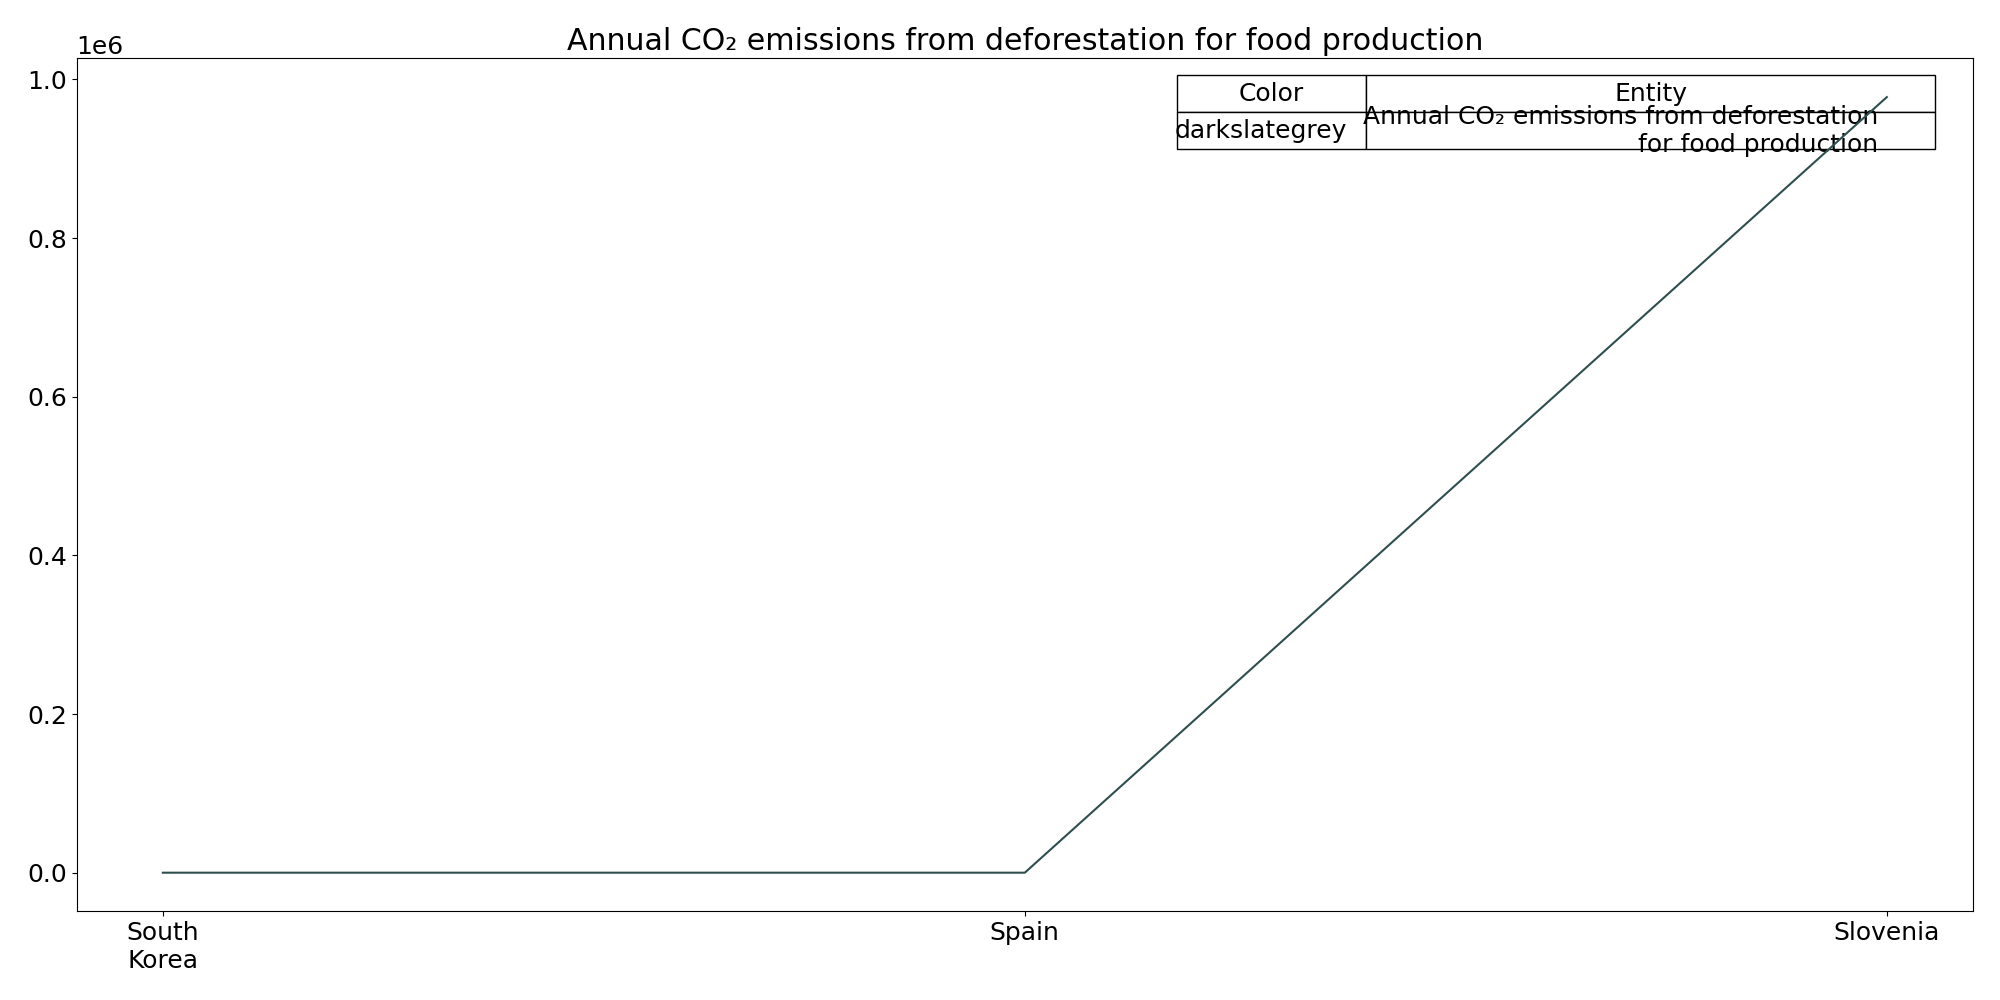 Annual CO₂ emissions from deforestation for food production
1e6
1.0
0.8
0.6
0.4
0.2
0.0
Color Entity
darkslategrey Annual CO₂ emissions from deforestation
for food production
South
Korea
Spain
Slovenia